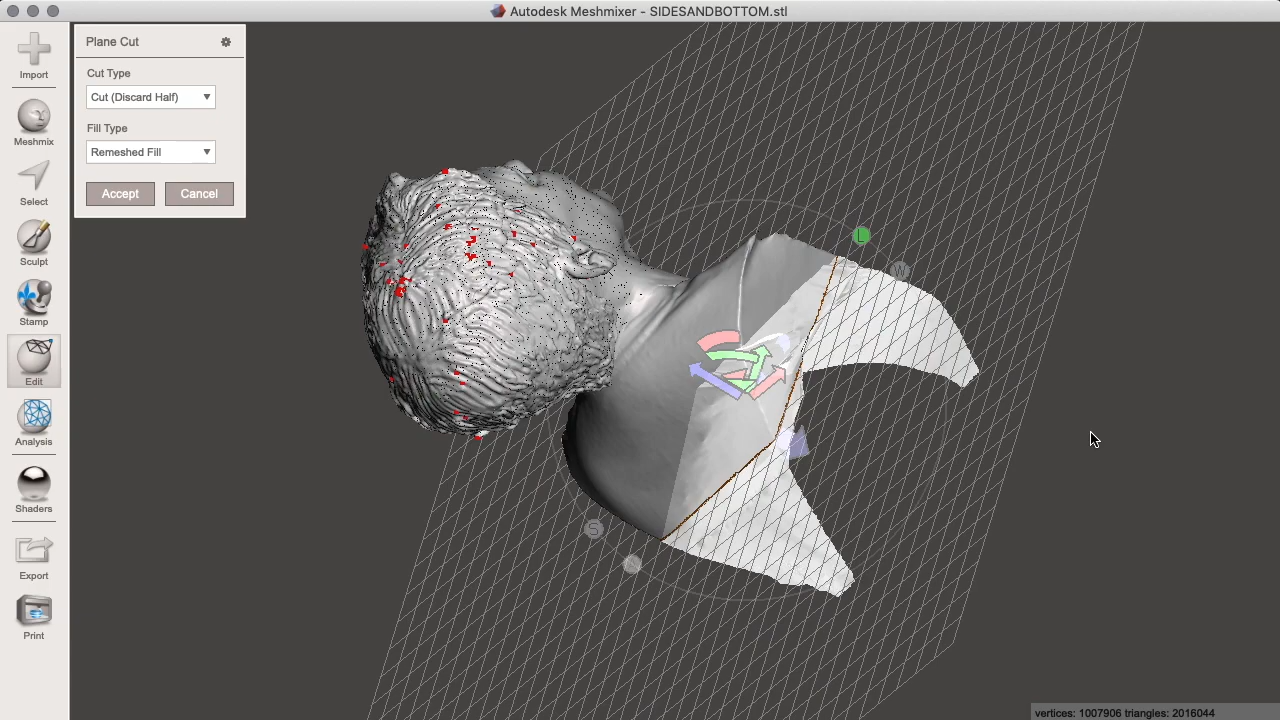 Autodesk Meshmixer - SIDESANDBOTTOM.stl
Import
Meshmix
Select
Sculpt
Stamp
Edit
Analysis
Shaders
Export
Print
Plane Cut
Cut Type
Cut (Discard Half)
Fill Type
Remeshed Fill
Accept
Cancel
L
W
S
vertices: 1007906 triangles: 2016044